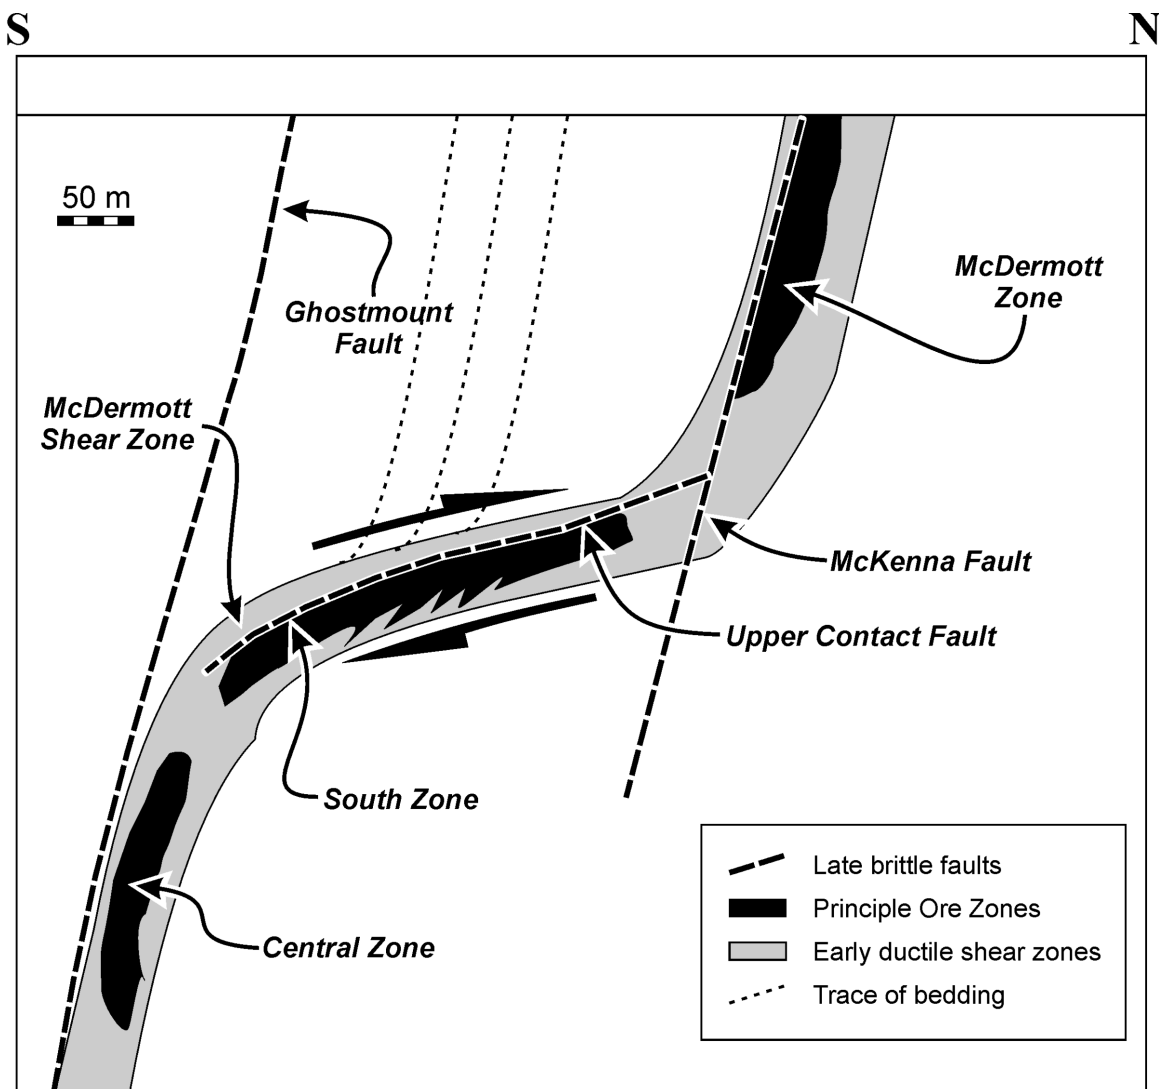 S
N
50 m
Ghostmount
Fault
McDermott
Zone
McDermott
Shear Zone
McKenna Fault
Upper Contact Fault
South Zone
Central Zone
Late brittle faults
Principle Ore Zones
Early ductile shear zones
Trace of bedding